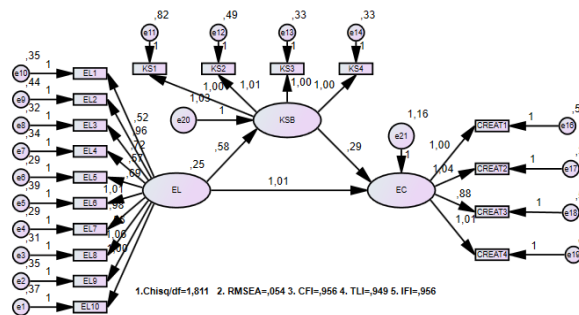 ,82 ,49 ,33 ,33
e11 e12 e13 e14
1 1 1 1
KS1 KS2 KS3 KS4
1,03 1,00 1,01 1,00 1,00
e20 1 KSB
,58 ,29
,35 e10 1 EL1
,44 e9 1 EL2
,32 e8 1 EL3
,34 e7 1 EL4
,29 e6 1 EL5
,39 e5 1 EL6
,29 e4 1 EL7
,31 e3 1 EL8
,35 e2 1 EL9
,37 e1 1 EL10
,52
,96
,72
,69
1,01
,98
1,06
,25
EL
1,01
1,16
e21
1
EC
1,00 CREAT1 1 e16
1,04 CREAT2 1 e17
,88 CREAT3 1 e18
1,01 CREAT4 1 e19
1.Chisq/df=1,811 2. RMSEA=,054 3. CFI=,956 4. TLI=,949 5. IFI=,956